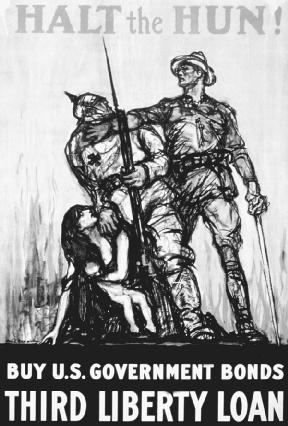 HALT the HUN!
BUY U.S. GOVERNMENT BONDS
THIRD LIBERTY LOAN